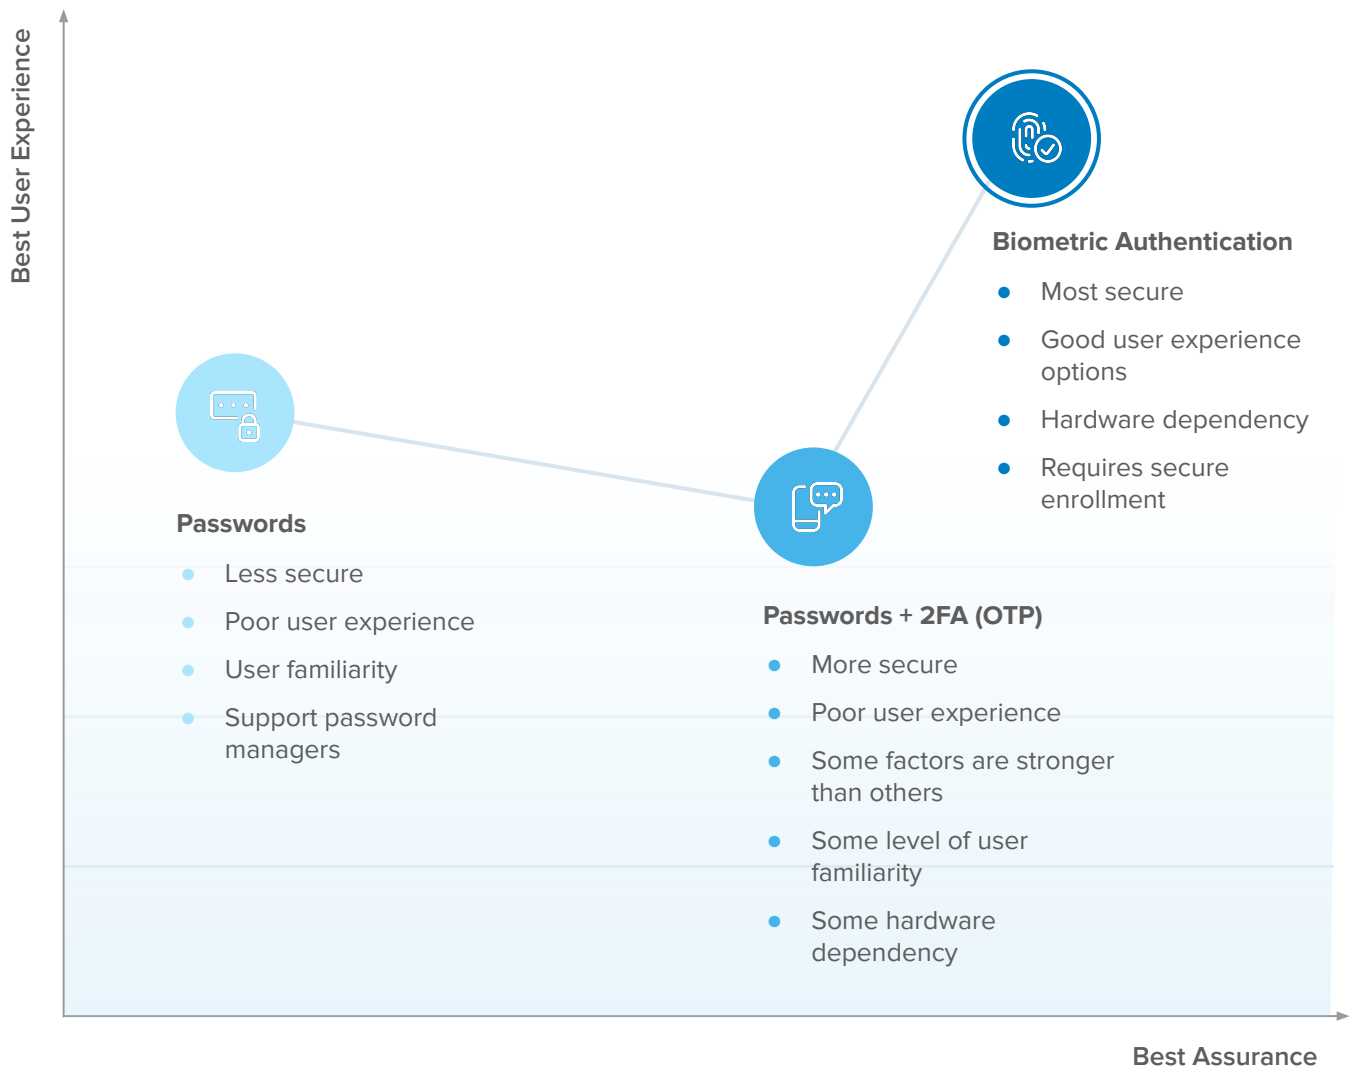 Best User Experience
Biometric Authentication
Most secure
Good user experience
options
Hardware dependency
Requires secure
enrollment
Passwords
Less secure
Poor user experience
User familiarity
Support password
managers
Passwords + 2FA (OTP)
More secure
Poor user experience
Some factors are stronger
than others
Some level of user
familiarity
Some hardware
dependency
Best Assurance